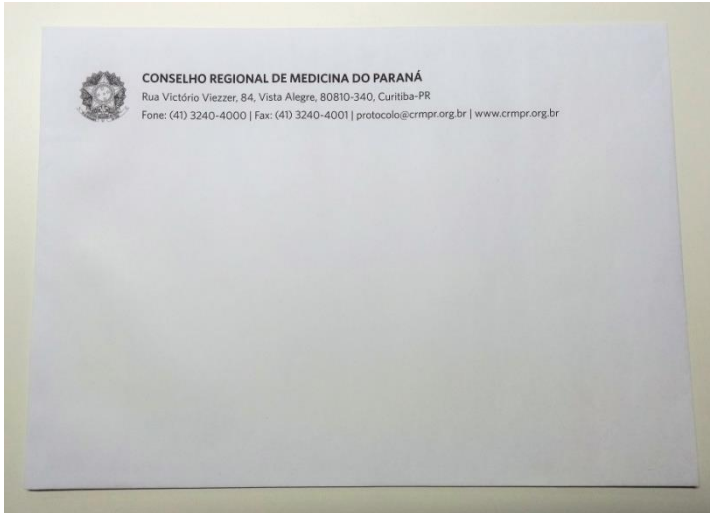 CONSELHO REGIONAL DE MEDICINA DO PARANÁ
Rua Victório Viezzer, 84, Vista Alegre, 80810-340, Curitiba-PR
Fone: (41) 3240-4000 | Fax: (41) 3240-4001 | protocolo@crmpr.org.br | www.crmpr.org.br